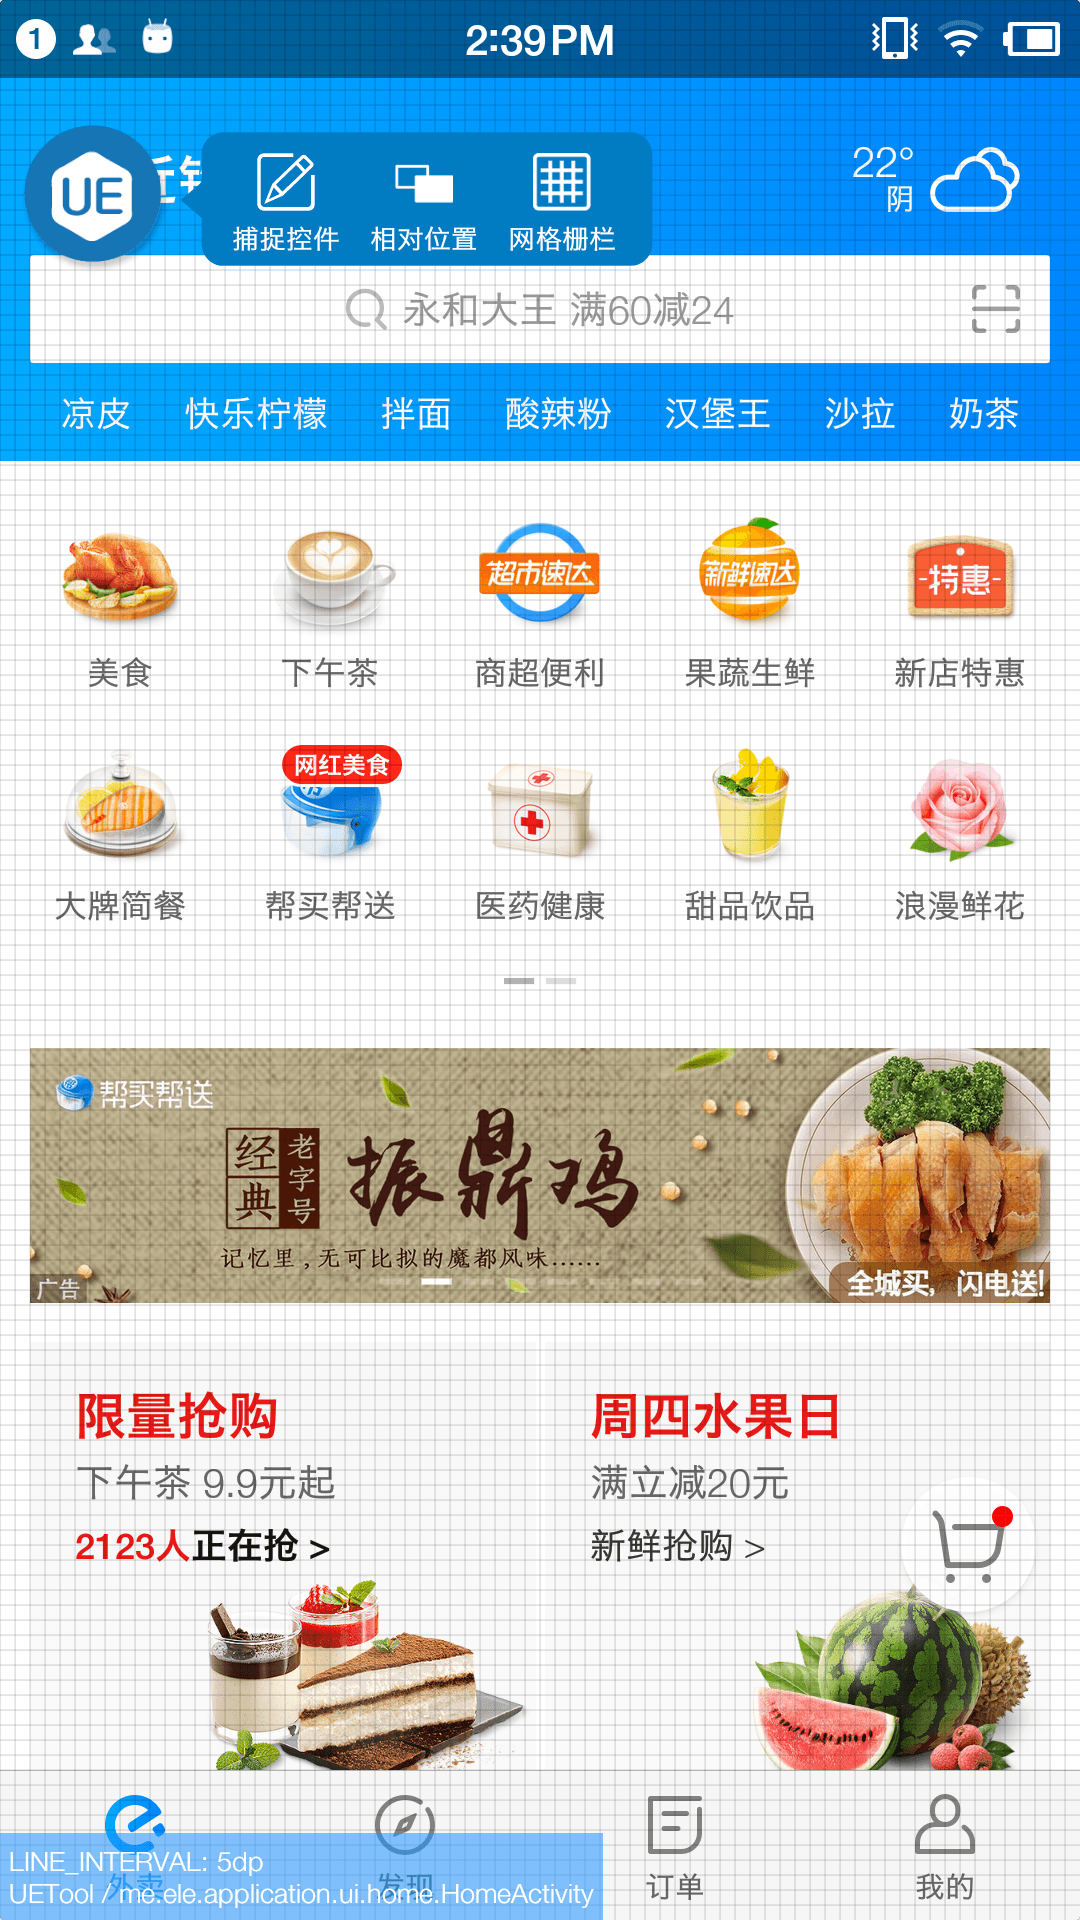 1
2:39PM
UE
捕捉控件 相对位置 网格栅栏
22°
阴
永和大王 满60减24
凉皮 快乐柠檬 拌面 酸辣粉 汉堡王 沙拉 奶茶
超市速达 新鲜速达 -特惠-
美食 下午茶 商超便利 果蔬生鲜 新店特惠
网红美食
大牌简餐 帮买帮送 医药健康 甜品饮品 浪漫鲜花
帮买帮送
经典 老字号 振鼎鸡
记忆里,无可比拟的魔都风味......
广告 全城买,闪电送!
限量抢购 周四水果日
下午茶 9.9元起 满立减20元
2123人正在抢 > 新鲜抢购 >
LINE_INTERVAL: 5dp
外卖 发现 订单 我的
UETool / me.ele.application.ui.home.HomeActivity